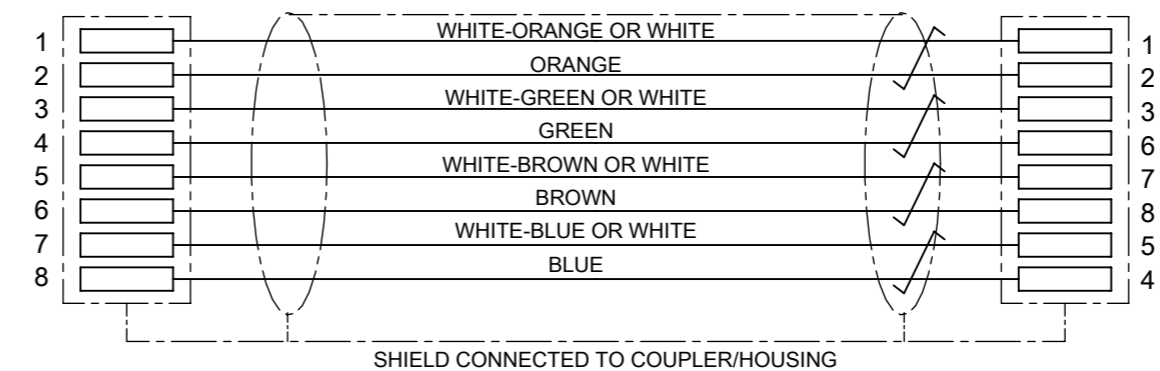 1 WHITE-ORANGE OR WHITE 1
2 ORANGE 2
3 WHITE-GREEN OR WHITE 3
4 GREEN 6
5 WHITE-BROWN OR WHITE 7
6 BROWN 8
7 WHITE-BLUE OR WHITE 5
8 BLUE 4
SHIELD CONNECTED TO COUPLER/HOUSING